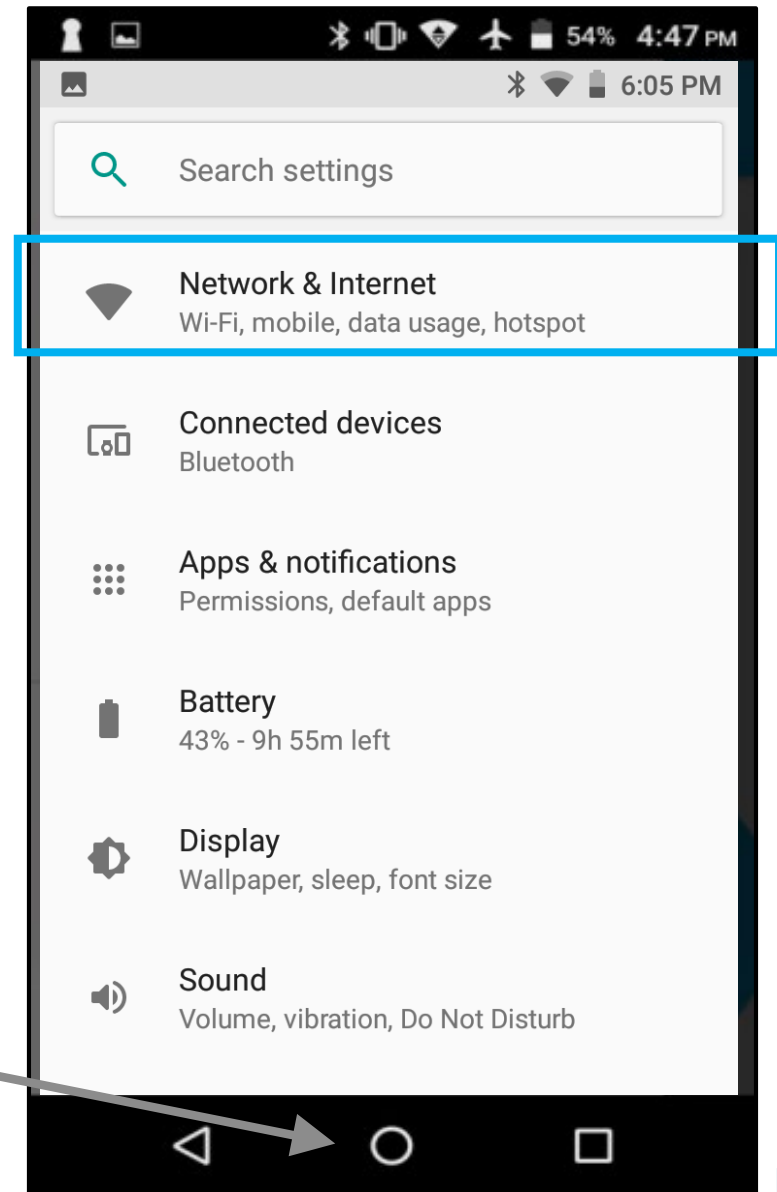 54% 4:47 PM
6:05 PM
Search settings
Network & Internet
Wi-Fi, mobile, data usage, hotspot
Connected devices
Bluetooth
Apps & notifications
Permissions, default apps
Battery
43% - 9h 55m left
Display
Wallpaper, sleep, font size
Sound
Volume, vibration, Do Not Disturb